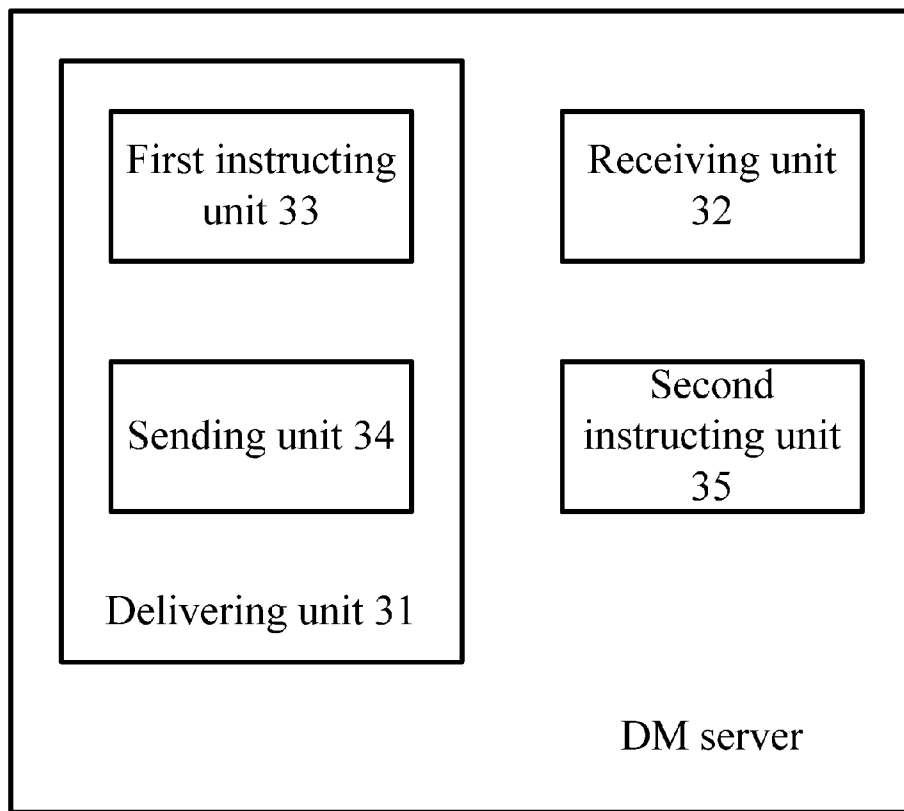 First instructing
unit 33
Receiving unit
32
Sending unit 34
Second
instructing unit
35
Delivering unit 31
DM server